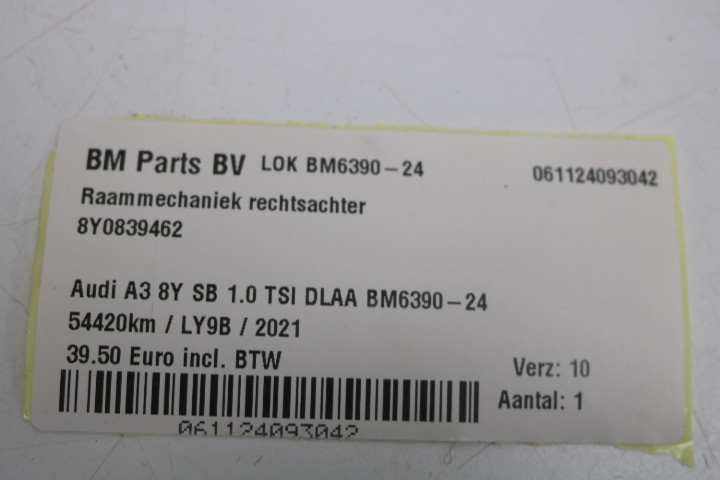 BM Parts BV LOK BM6390-24 061124093042
Raammechaniek rechtsachter
8Y0839462
Audi A3 8Y SB 1.0 TSI DLAA BM6390-24
54420km / LY9B / 2021
39.50 Euro incl. BTW
Verz: 10
Aantal: 1
061124093042